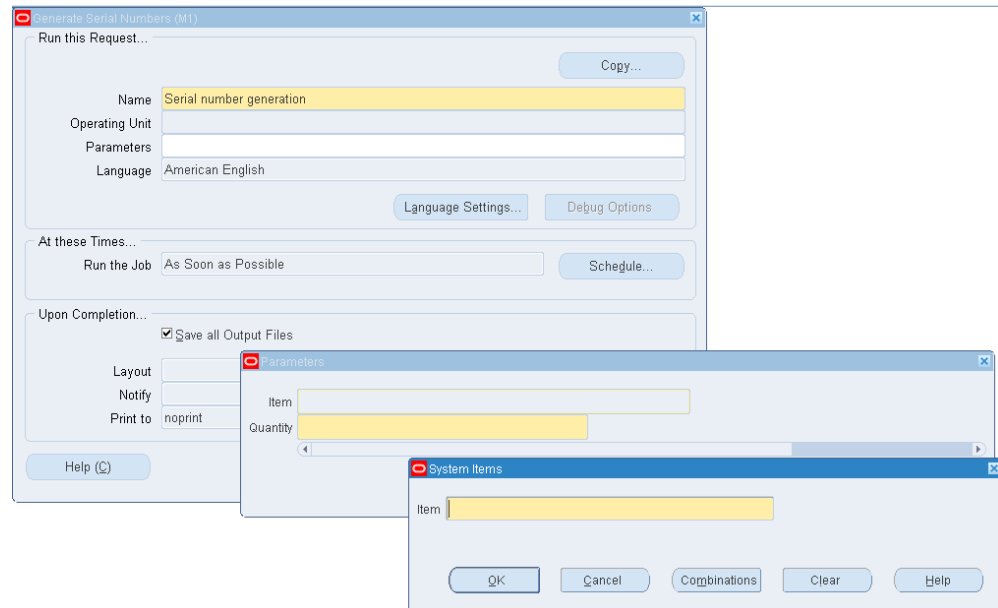 Generate Serial Numbers (M1)
Run this Request...
Copy...
Name Serial number generation
Operating Unit
Parameters
Language American English
Language Settings... Debug Options
At these Times...
Run the Job As Soon as Possible Schedule...
Upon Completion...
Save all Output Files
Layout
Notify
Print to noprint
Help (C)
Parameters
Item
Quantity
System Items
Item
OK Cancel Combinations Clear Help